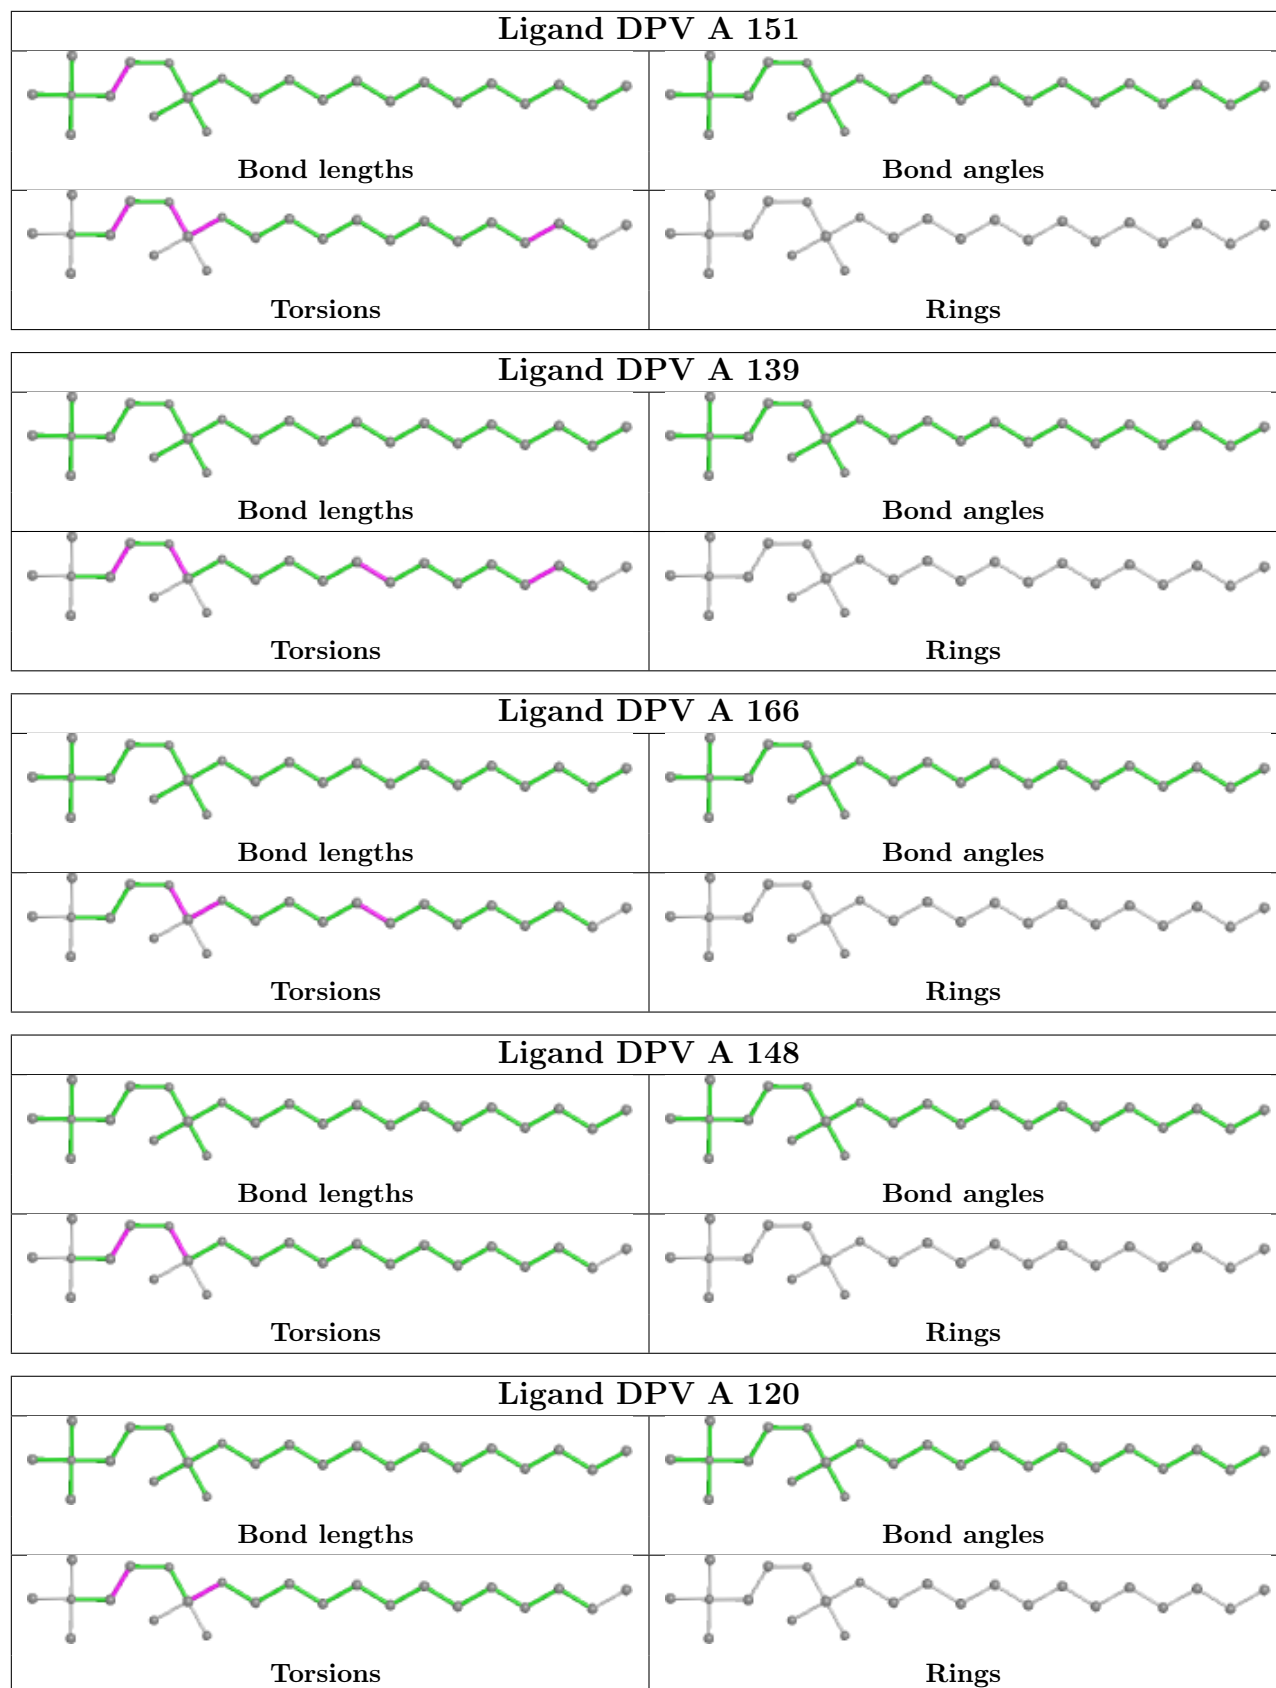 Ligand DPV A 151
Bond lengths
Bond angles
Torsions
Rings
Ligand DPV A 139
Bond lengths
Bond angles
Torsions
Rings
Ligand DPV A 166
Bond lengths
Bond angles
Torsions
Rings
Ligand DPV A 148
Bond lengths
Bond angles
Torsions
Rings
Ligand DPV A 120
Bond lengths
Bond angles
Torsions
Rings